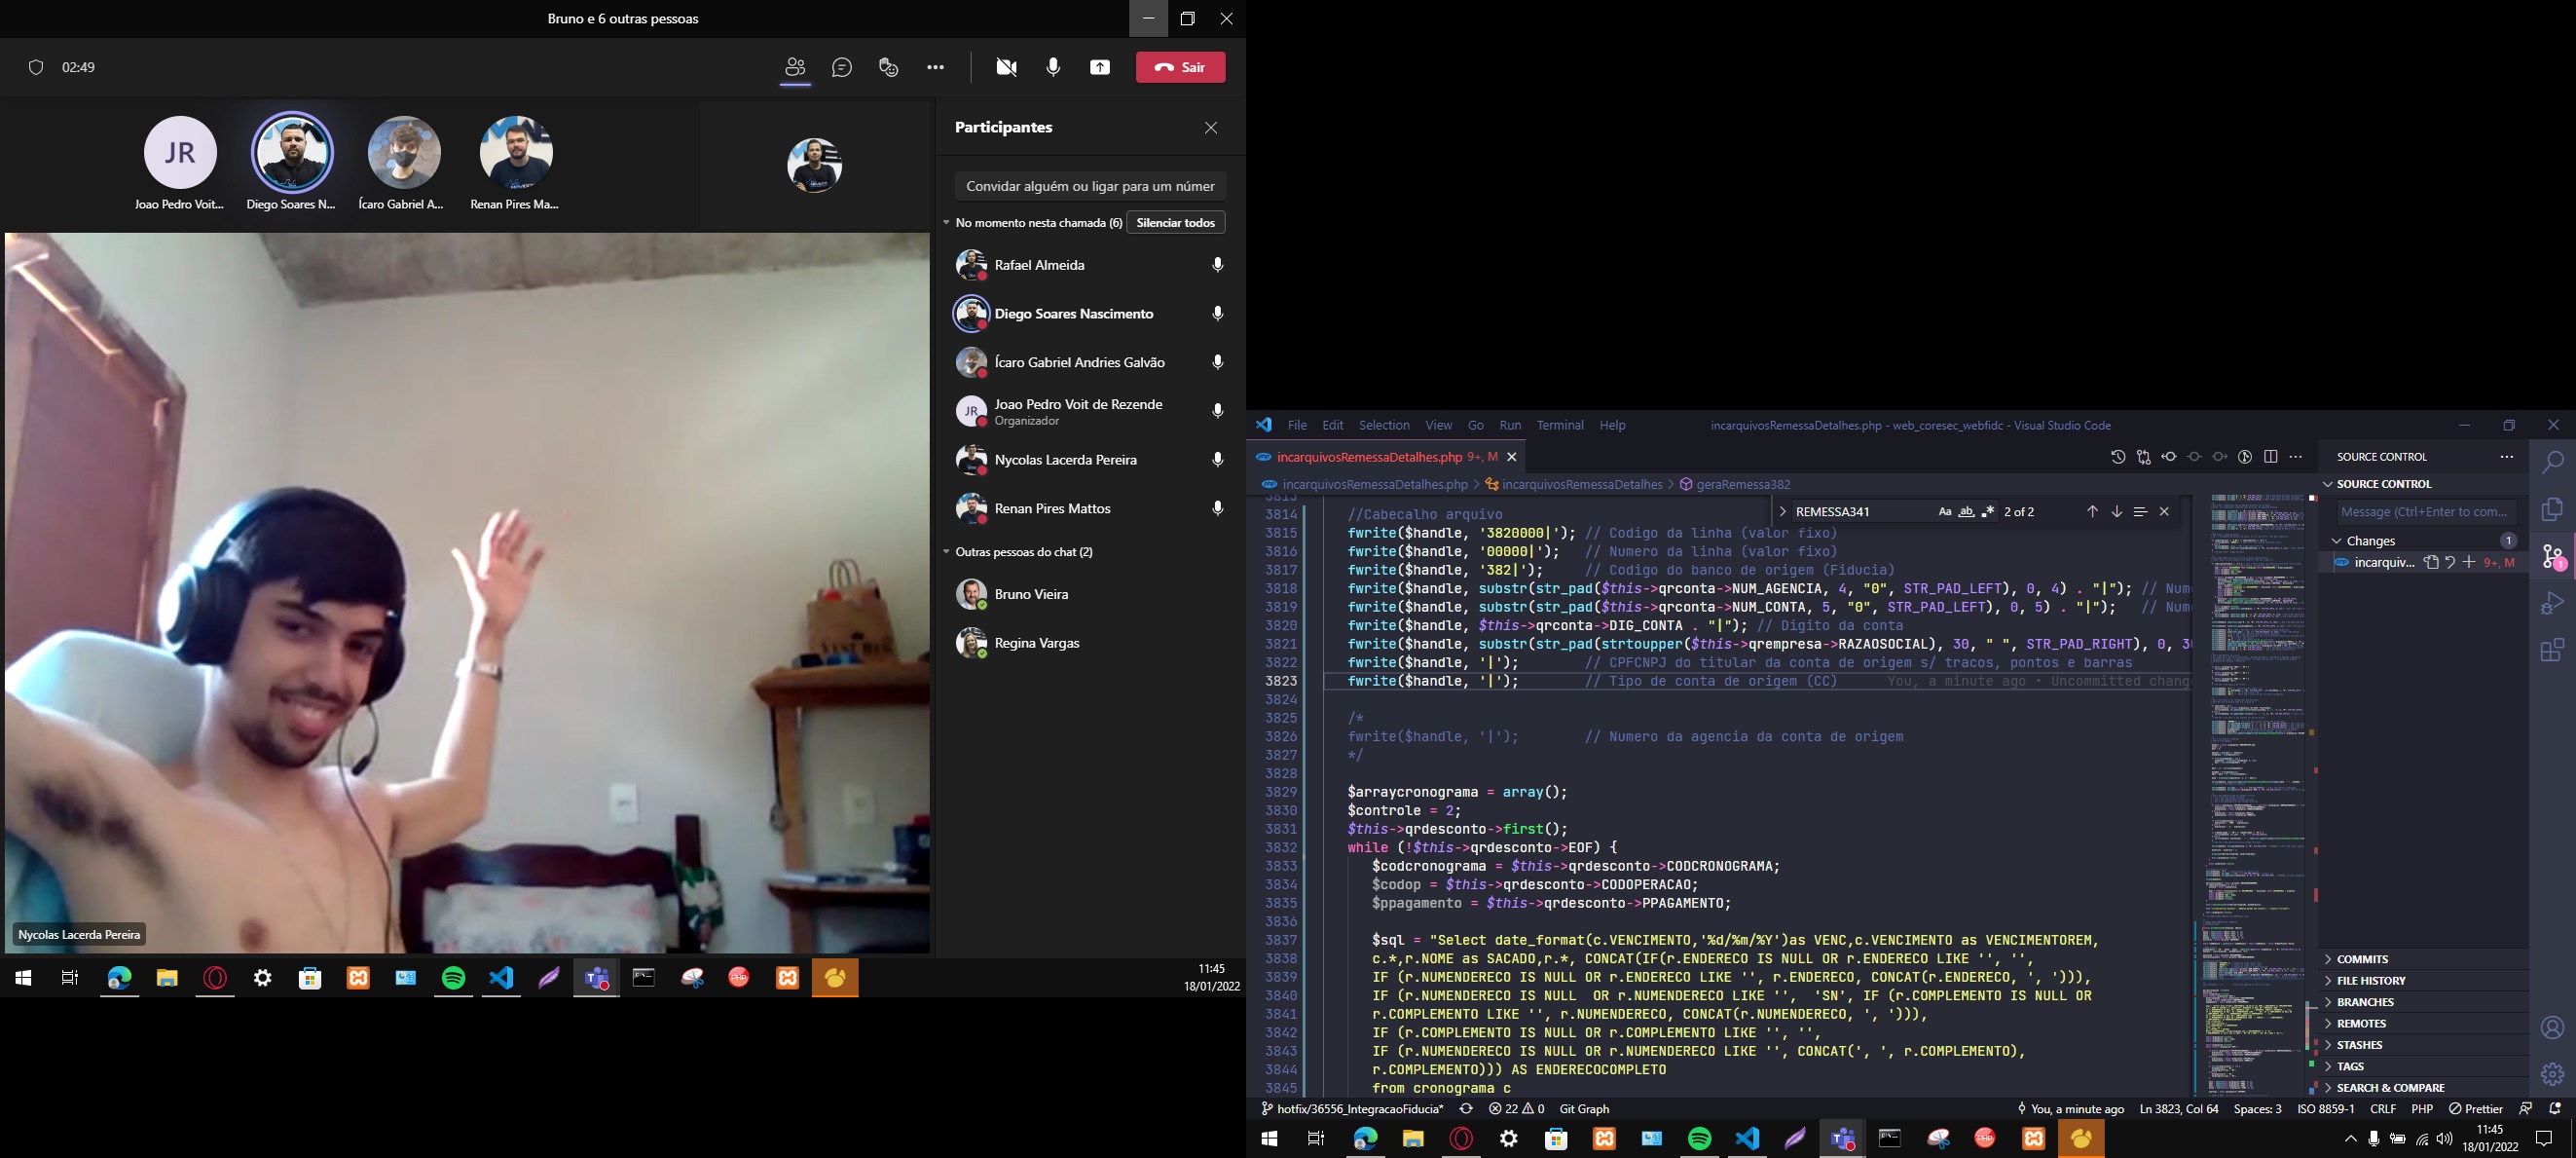 Bruno e 6 outras pessoas
02:49
Sair
JR
Joao Pedro Voit...
Diego Soares N...
Ícaro Gabriel A...
Renan Pires Ma...
Participantes
Convidar alguém ou ligar para um númer
No momento nesta chamada (6)
Silenciar todos
Rafael Almeida
Diego Soares Nascimento
Ícaro Gabriel Andries Galvão
JR
Joao Pedro Voit de Rezende
Organizador
Nycolas Lacerda Pereira
Renan Pires Mattos
Outras pessoas do chat (2)
Bruno Vieira
Regina Vargas
Nycolas Lacerda Pereira
11:45
18/01/2022
File Edit Selection View Go Run Terminal Help
incarquivosRemessaDetalhes.php - web_coresec_webfidc - Visual Studio Code
incarquivosRemessaDetalhes.php 9+, M
incarquivosRemessaDetalhes.php > incarquivosRemessaDetalhes > geraRemessa382
REMESSA341 Aa ab 2 of 2
3813
3814 //Cabecalho arquivo
3815 fwrite($handle, '3820000|'); // Codigo da linha (valor fixo)
3816 fwrite($handle, '00000|'); // Numero da linha (valor fixo)
3817 fwrite($handle, '382|'); // Codigo do banco de origem (Fiducia)
3818 fwrite($handle, substr(str_pad($this->qrconta->NUM_AGENCIA, 4, "0", STR_PAD_LEFT), 0, 4) . "|"); // Num
3819 fwrite($handle, substr(str_pad($this->qrconta->NUM_CONTA, 5, "0", STR_PAD_LEFT), 0, 5) . "|"); // Num
3820 fwrite($handle, $this->qrconta->DIG_CONTA . "|"); // Digito da conta
3821 fwrite($handle, substr(str_pad(strtoupper($this->qrempresa->RAZAOSOCIAL), 30, " ", STR_PAD_RIGHT), 0, 30
3822 fwrite($handle, '|'); // CPFCNPJ do titular da conta de origem s/ tracos, pontos e barras
3823 fwrite($handle, '|'); // Tipo de conta de origem (CC) You, a minute ago • Uncommitted chang
3824
3825 /*
3826 fwrite($handle, '|'); // Numero da agencia da conta de origem
3827 */
3828
3829 $arraycronograma = array();
3830 $controle = 2;
3831 $this->qrdesconto->first();
3832 while (!$this->qrdesconto->EOF) {
3833 $codcronograma = $this->qrdesconto->CODCRONOGRAMA;
3834 $codop = $this->qrdesconto->CODOPERACAO;
3835 $ppagamento = $this->qrdesconto->PPAGAMENTO;
3836
3837 $sql = "Select date_format(c.VENCIMENTO,'%d/%m/%Y')as VENC,c.VENCIMENTO as VENCIMENTOREM,
3838 c.*,r.NOME as SACADO,r.*, CONCAT(IF(r.ENDERECO IS NULL OR r.ENDERECO LIKE '', '',
3839 IF (r.NUMENDERECO IS NULL or r.ENDERECO LIKE '', r.ENDERECO, CONCAT(r.ENDERECO, ', '))),
3840 IF (r.NUMENDERECO IS NULL OR r.NUMENDERECO LIKE '', 'SN', IF (r.COMPLEMENTO IS NULL OR
3841 r.COMPLEMENTO LIKE '', r.NUMENDERECO, CONCAT(r.NUMENDERECO, ', '))),
3842 IF (r.COMPLEMENTO IS NULL OR r.COMPLEMENTO LIKE '', '',
3843 IF (r.NUMENDERECO IS NULL OR r.NUMENDERECO LIKE '', CONCAT(', ', r.COMPLEMENTO),
3844 r.COMPLEMENTO))) AS ENDERECOCOMPLETO
3845 from cronograma c
SOURCE CONTROL
SOURCE CONTROL
Message (Ctrl+Enter to com...
Changes 1
incarquiv... 9+, M
COMMITS
FILE HISTORY
BRANCHES
REMOTES
STASHES
TAGS
SEARCH & COMPARE
hotfix/36556_IntegracaoFiducia* 22 0 Git Graph
You, a minute ago Ln 3823, Col 64 Spaces: 3 ISO 8859-1 CRLF PHP Prettier
11:45
18/01/2022